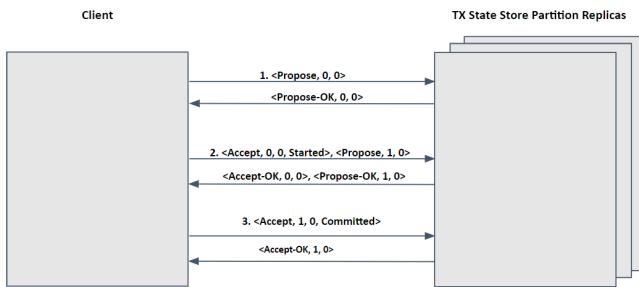 Client
TX State Store Partition Replicas
1. <Propose, 0, 0>
<Propose-OK, 0, 0>
2. <Accept, 0, 0, Started>, <Propose, 1, 0>
<Accept-OK, 0, 0>, <Propose-OK, 1, 0>
3. <Accept, 1, 0, Committed>
<Accept-OK, 1, 0>